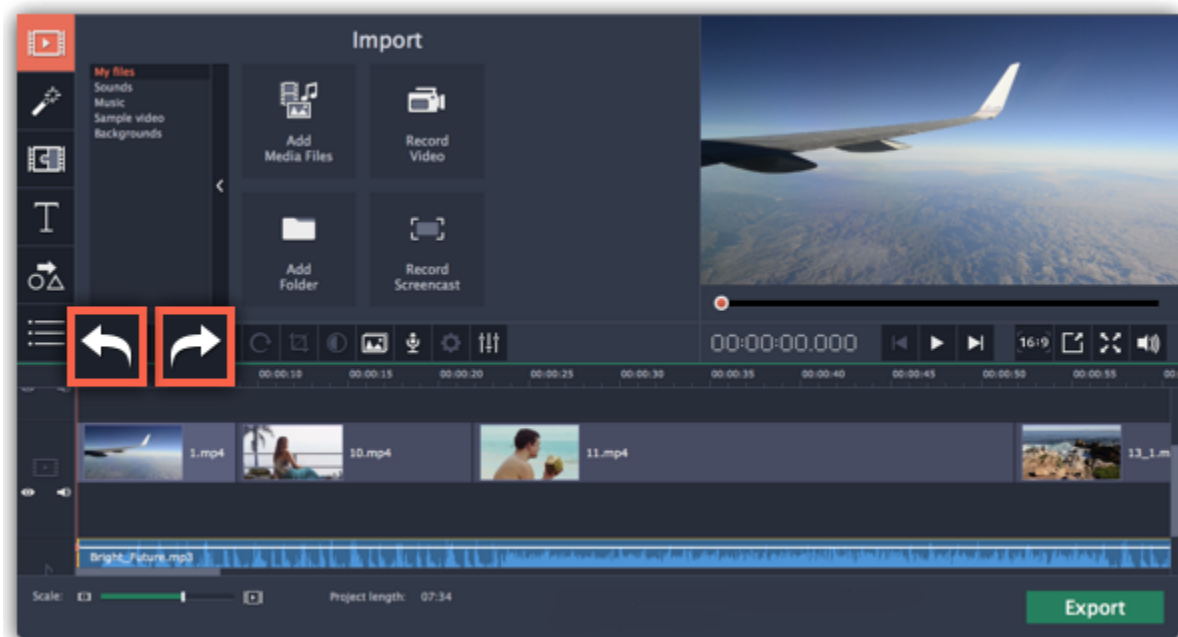 Import
My files
Sounds
Music
Sample video
Backgrounds
Add
Media Files
Record
Video
Add
Folder
Record
Screencast
T
00:00:00.000
16:9
00:00:10
00:00:15
00:00:20
00:00:25
00:00:30
00:00:35
00:00:40
00:00:45
00:00:50
00:00:55
00:
1.mp4
10.mp4
11.mp4
13_1.m
Bright_Future.mp3
Scale:
Project length: 07:34
Export